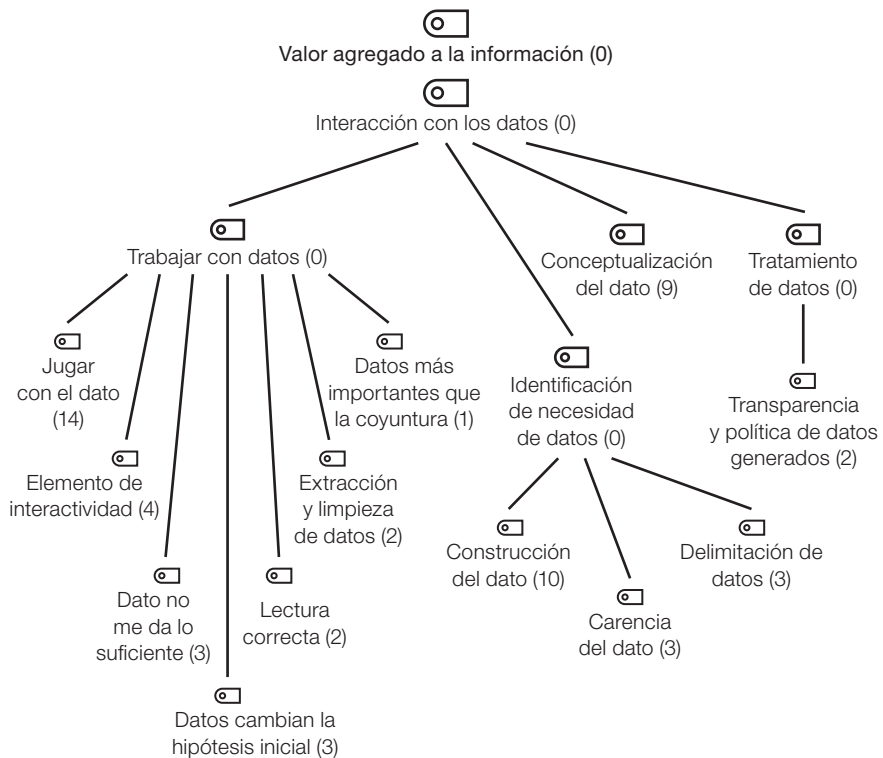 Valor agregado a la información (0)
Interacción con los datos (0)
Trabajar con datos (0)
Conceptualización
del dato (9)
Tratamiento
de datos (0)
Jugar
con el dato
(14)
Datos más
importantes que
la coyuntura (1)
Identificación
de necesidad
de datos (0)
Transparencia
y política de datos
generados (2)
Elemento de
interactividad (4)
Extracción
y limpieza
de datos (2)
Construcción
del dato (10)
Delimitación de
datos (3)
Dato no
me da lo
suficiente (3)
Lectura
correcta (2)
Carencia
del dato (3)
Datos cambian la
hipótesis inicial (3)